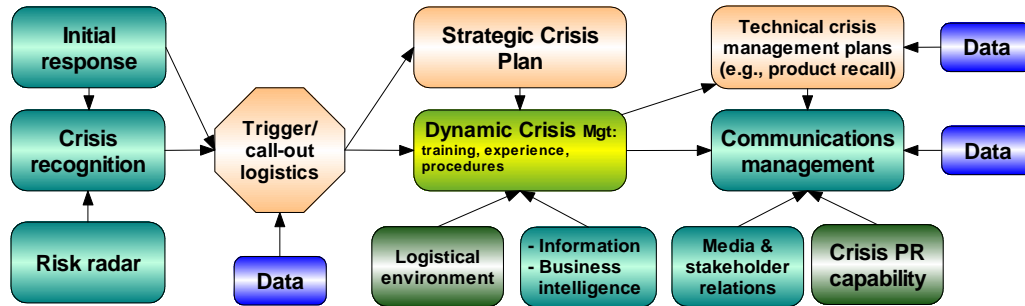 Initial
response
Crisis
recognition
Risk radar
Trigger/
call-out
logistics
Data
Strategic Crisis
Plan
Dynamic Crisis Mgt:
training, experience,
procedures
Logistical
environment
- Information
- Business
intelligence
Technical crisis
management plans
(e.g., product recall)
Data
Communications
management
Data
Media &
stakeholder
relations
Crisis PR
capability